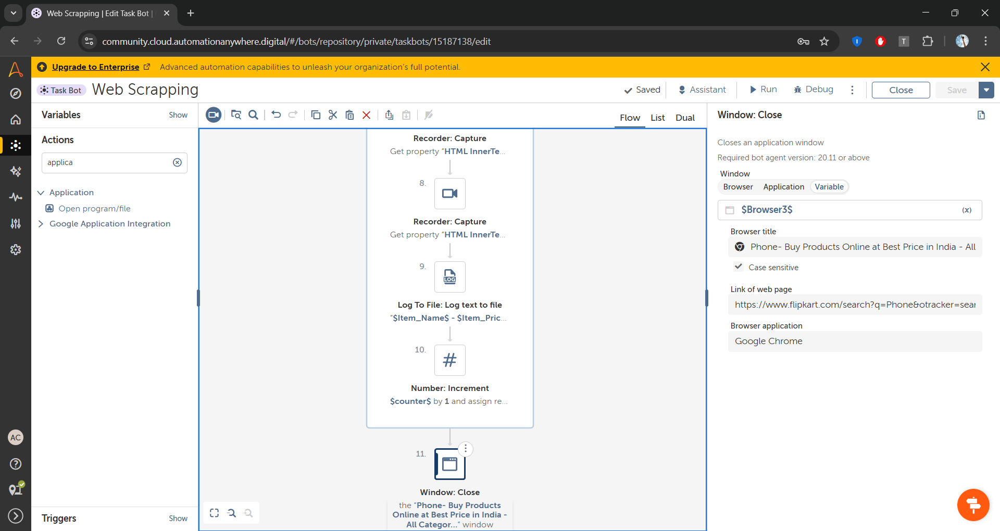 Web Scrapping | Edit Task Bot |
community.cloud.automationanywhere.digital/#/bots/repository/private/taskbots/15187138/edit
T
Upgrade to Enterprise Advanced automation capabilities to unleash your organization's full potential.
Task Bot Web Scrapping
Saved Assistant Run Debug Close Save
Variables Show
Flow List Dual
Actions
applica
Application
Open program/file
Google Application Integration
Triggers Show
AC
Recorder: Capture
Get property "HTML InnerTe...
8.
Recorder: Capture
Get property "HTML InnerTe...
9.
LOG
Log To File: Log text to file
"$Item_Name$ - $Item_Pric...
10.
#
Number: Increment
$counter$ by 1 and assign re...
11.
Window: Close
the "Phone- Buy Products
Online at Best Price in India -
All Categor..." window
Window: Close
Closes an application window
Required bot agent version: 20.11 or above
Window
Browser Application Variable
$Browser3$ (x)
Browser title
Phone- Buy Products Online at Best Price in India - All
Case sensitive
Link of web page
https://www.flipkart.com/search?q=Phone&otracker=sear
Browser application
Google Chrome